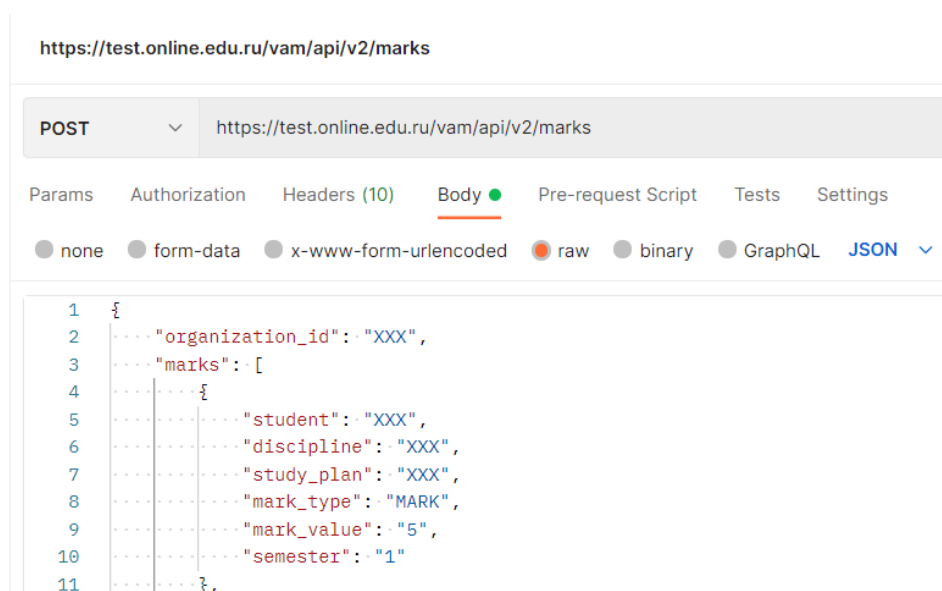 https://test.online.edu.ru/vam/api/v2/marks
POST https://test.online.edu.ru/vam/api/v2/marks
Params Authorization Headers (10) Body Pre-request Script Tests Settings
none form-data x-www-form-urlencoded raw binary GraphQL JSON
1 {
2 "organization_id": "XXX",
3 "marks": [
4 {
5 "student": "XXX",
6 "discipline": "XXX",
7 "study_plan": "XXX",
8 "mark_type": "MARK",
9 "mark_value": "5",
10 "semester": "1"
11 },